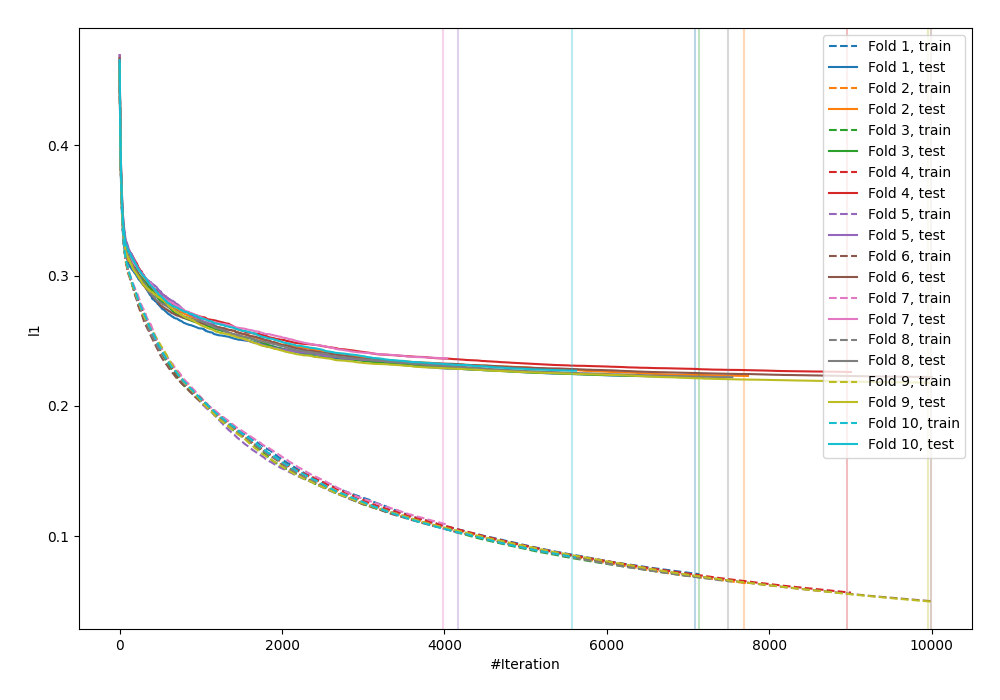 Fold 1, train
Fold 1, test
Fold 2, train
Fold 2, test
Fold 3, train
Fold 3, test
Fold 4, train
Fold 4, test
Fold 5, train
Fold 5, test
Fold 6, train
Fold 6, test
Fold 7, train
Fold 7, test
Fold 8, train
Fold 8, test
Fold 9, train
Fold 9, test
Fold 10, train
Fold 10, test
0.4
0.3
0.2
0.1
l1
0 2000 4000 6000 8000 10000
#Iteration